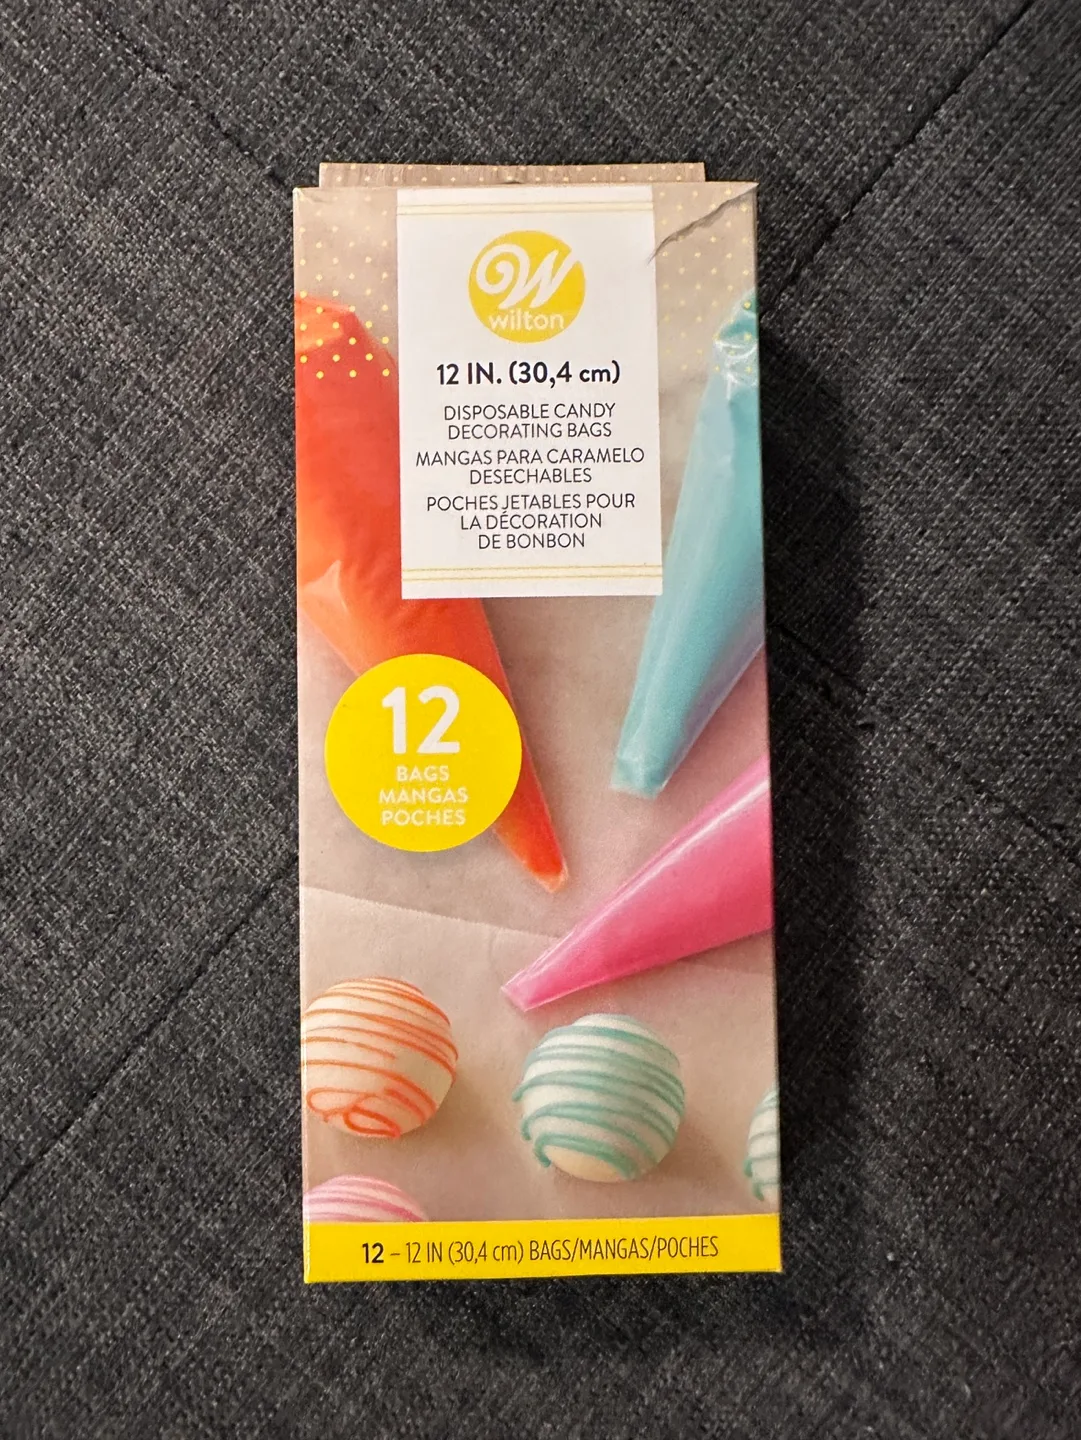 wilton
12 IN. (30,4 cm)
DISPOSABLE CANDY
DECORATING BAGS
MANGAS PARA CARAMELO
DESECHABLES
POCHES JETABLES POUR
LA DÉCORATION
DE BONBON
12
BAGS
MANGAS
POCHES
12 – 12 IN (30,4 cm) BAGS/MANGAS/POCHES